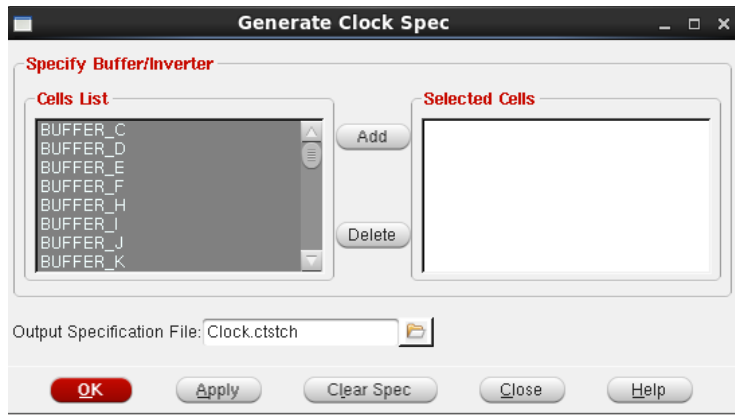 Generate Clock Spec
Specify Buffer/Inverter
Cells List
BUFFER_C
BUFFER_D
BUFFER_E
BUFFER_F
BUFFER_H
BUFFER_I
BUFFER_J
BUFFER_K
Add
Delete
Selected Cells
Output Specification File: Clock.ctstch
OK Apply Clear Spec Close Help